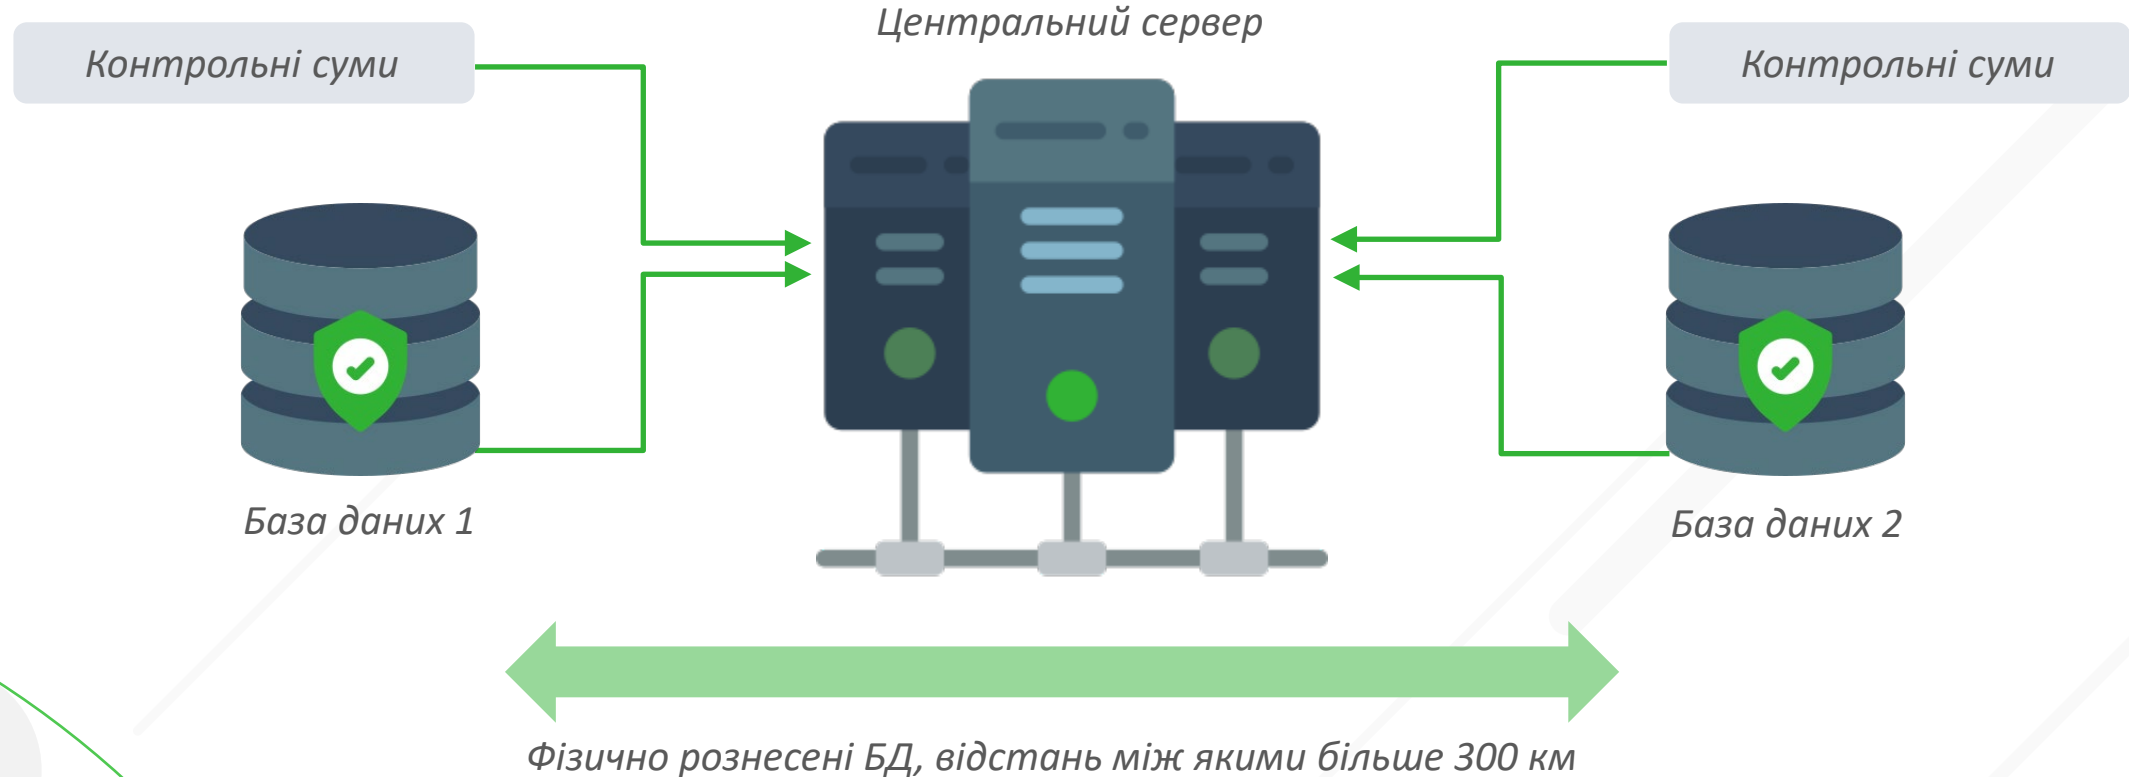 Центральний сервер
Контрольні суми
Контрольні суми
База даних 1
База даних 2
Фізично рознесені БД, відстань між якими більше 300 км